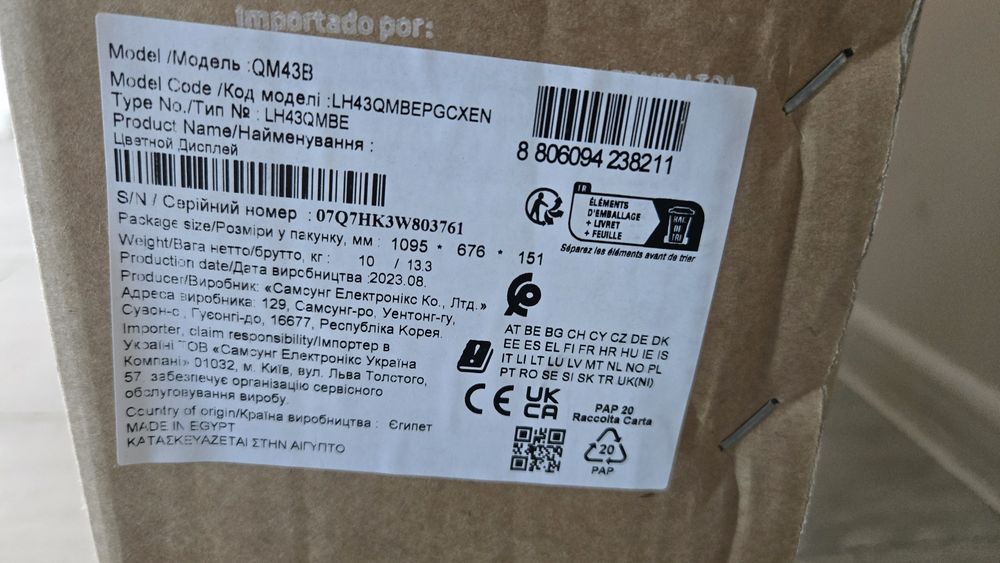 Importado por:
Model /Модель :QM43B
Model Code /Код моделі :LH43QMBEPGCXEN
Type No./Тип № : LH43QMBE
Product Name/Найменування :
Цветной Дисплей
S/N / Серійний номер : 07Q7HK3W803761
Package size/Розміри у пакунку, мм : 1095 * 676 * 151
Weight/Вага нетто/брутто, кг : 10 / 13.3
Production date/Дата виробництва :2023.08.
Producer/Виробник: «Самсунг Електронікс Ко., Лтд.»
Адреса виробника: 129, Самсунг-ро, Уентонг-гу,
Сувон-с, Гуєонгі-до, 16677, Республіка Корея.
Importer, claim responsibility/Імпортер в
Україні ТОВ «Самсунг Електронікс Україна
Компані» 01032, м. Київ, вул. Льва Толстого,
57, забезпечує організацію сервісного
обслуговування виробу.
Country of origin/Країна виробництва : Єгипет
MADE IN EGYPT
ΚΑΤΑΣΚΕΥΑΖΕΤΑΙ ΣΤΗΝ ΑΙΓΥΠΤΟ
8 806094 238211
FR
ÉLÉMENTS
D'EMBALLAGE
+ LIVRET
+ FEUILLE
BAC
DE
TRI
Séparez les éléments avant de trier
AT BE BG CH CY CZ DE DK
EE ES EL FI FR HR HU IE IS
IT LI LT LU LV MT NL NO PL
PT RO SE SI SK TR UK(NI)
CE
UK
CA
PAP 20
Raccolta Carta
20
PAP